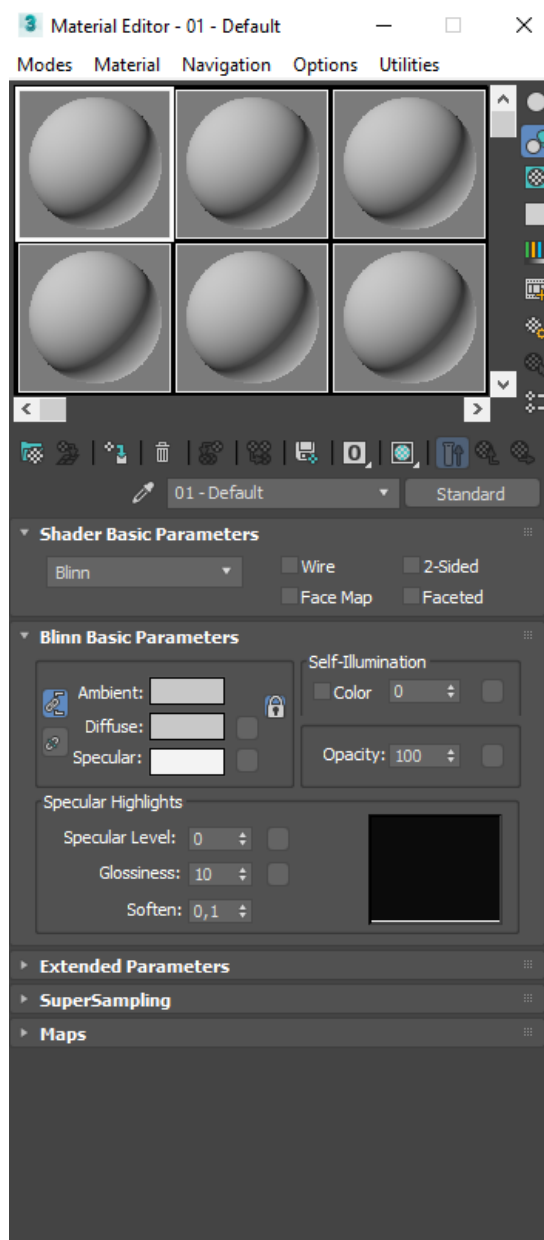 3 Material Editor - 01 - Default
Modes Material Navigation Options Utilities
0
01 - Default Standard
Shader Basic Parameters
Blinn Wire 2-Sided
Face Map Faceted
Blinn Basic Parameters
Self-Illumination
Ambient: Color 0
Diffuse:
Specular: Opacity: 100
Specular Highlights
Specular Level: 0
Glossiness: 10
Soften: 0,1
Extended Parameters
SuperSampling
Maps